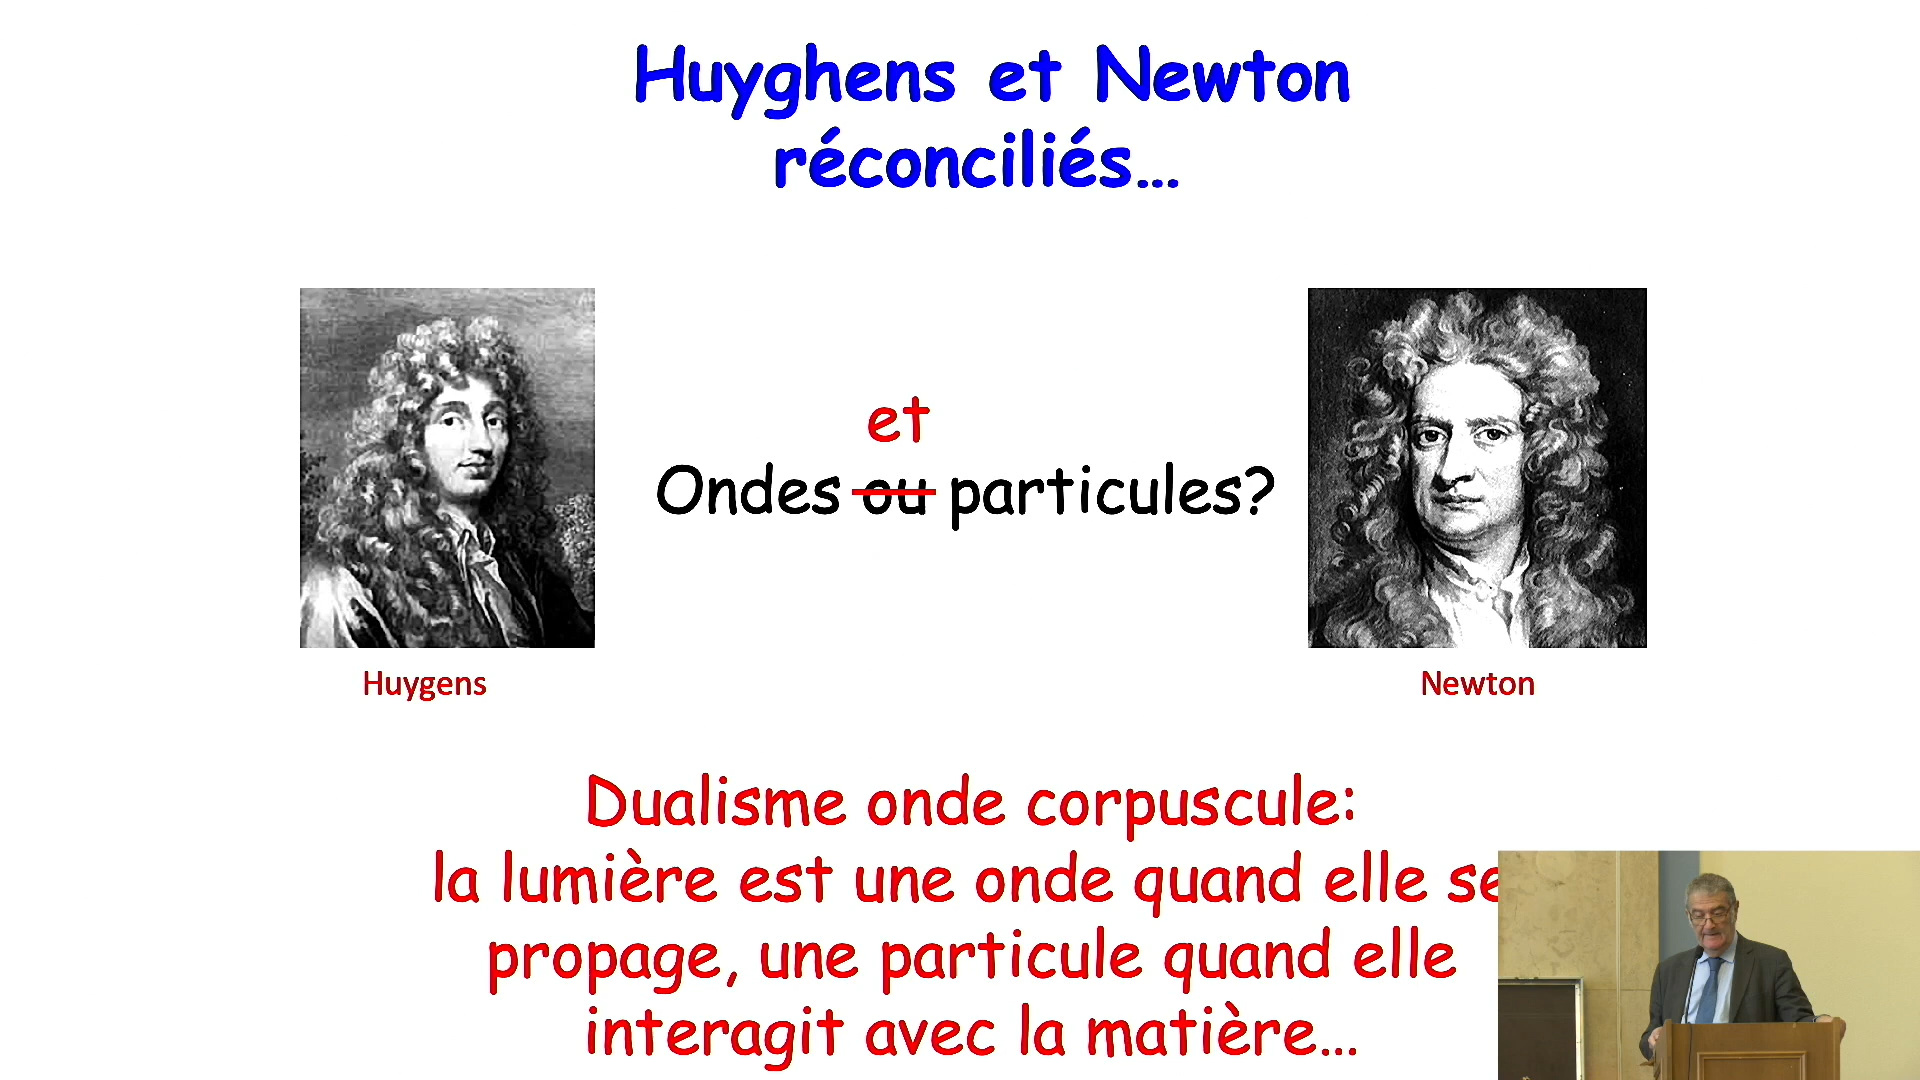 Huyghens et Newton
réconciliés...
et
Ondes ou particules?
Huygens
Newton
Dualisme onde corpuscule:
la lumière est une onde quand elle se
propage, une particule quand elle
interagit avec la matière...